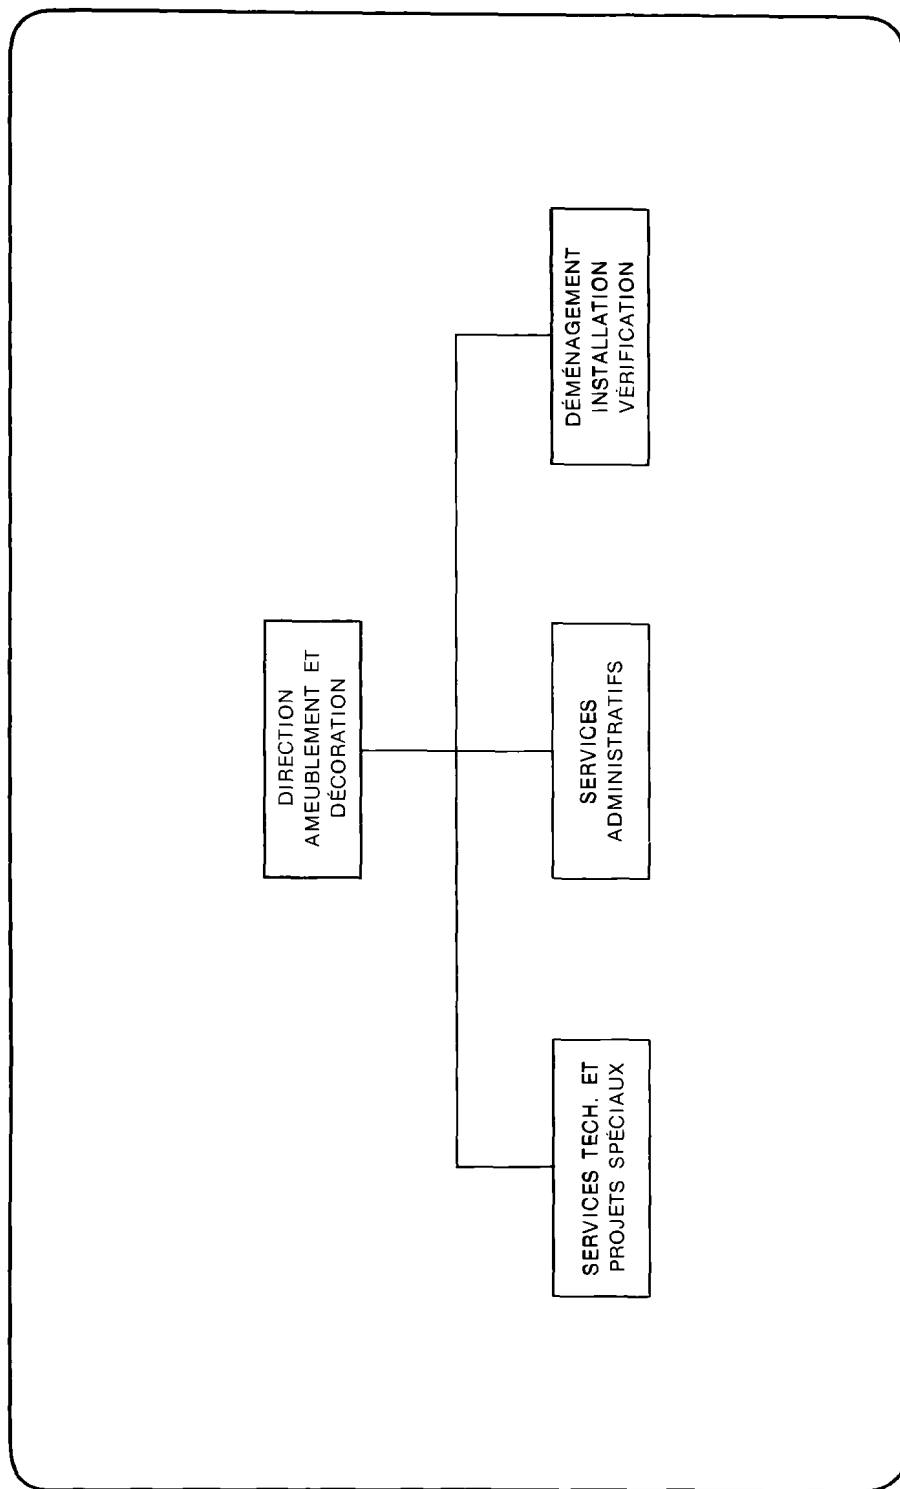 DIRECTION
AMEUBLEMENT ET
DÉCORATION
SERVICES TECH. ET
PROJETS SPÉCIAUX
SERVICES
ADMINISTRATIFS
DÉMÉNAGEMENT
INSTALLATION
VÉRIFICATION